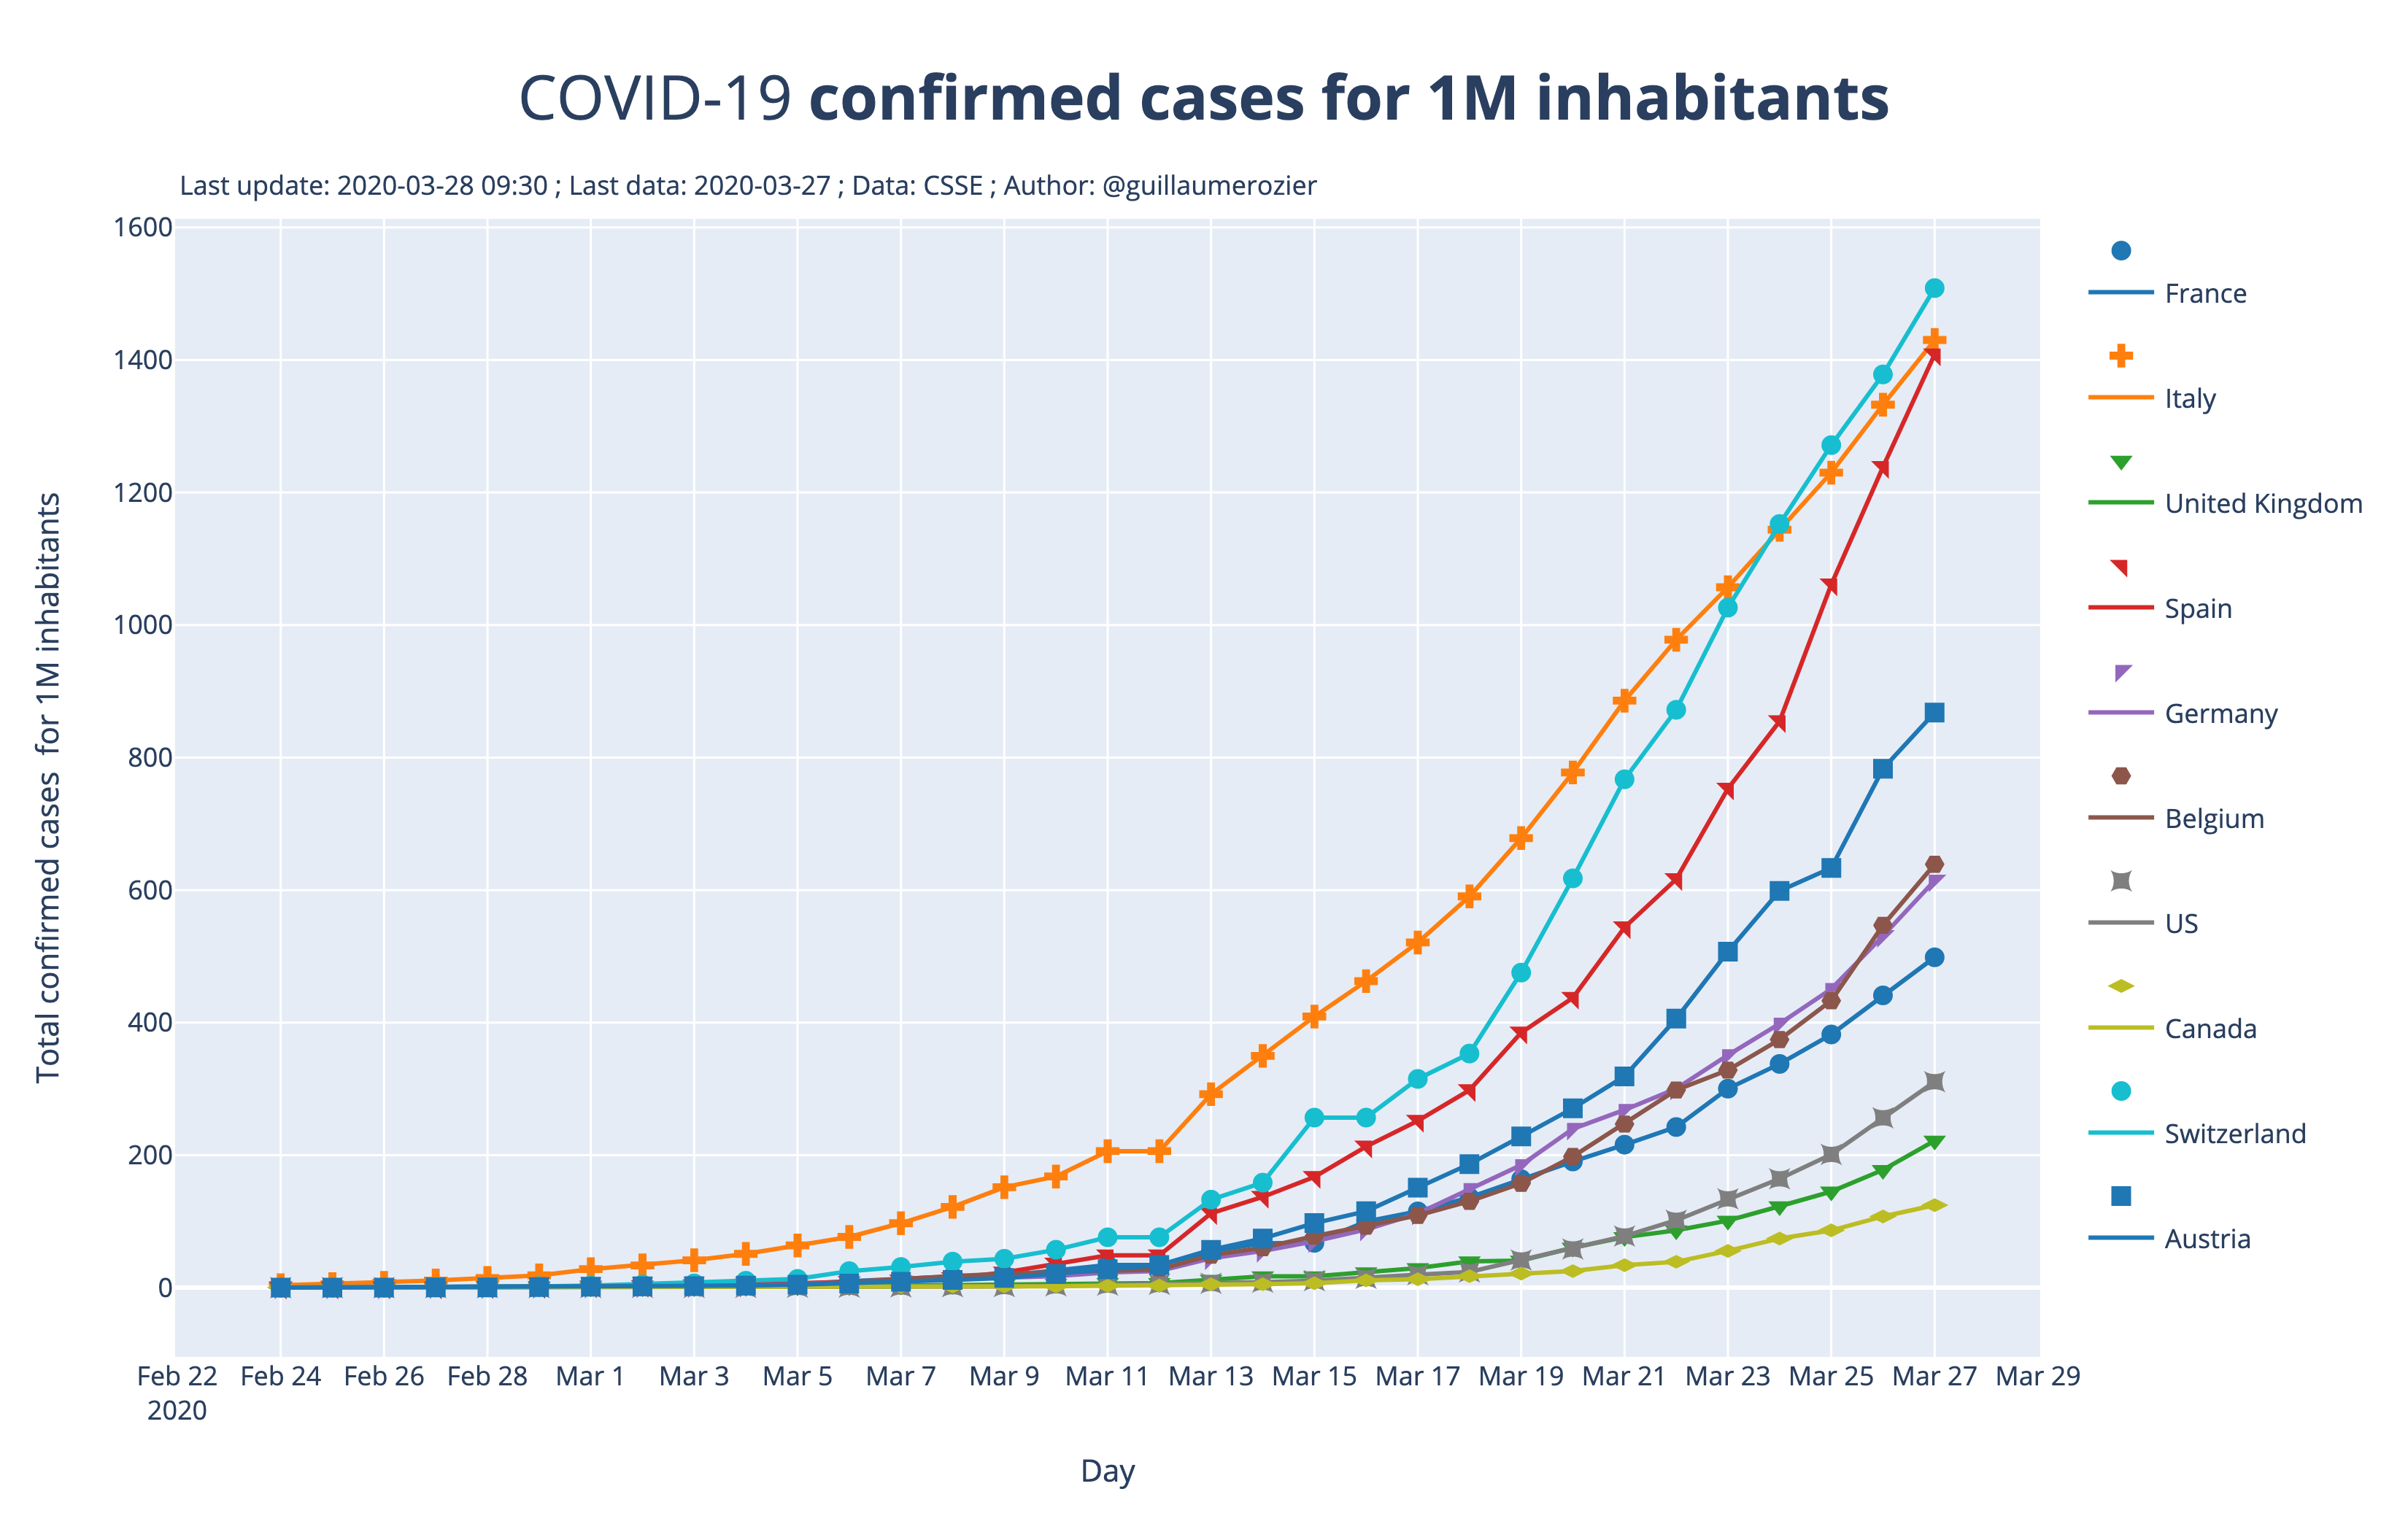 COVID-19 confirmed cases for 1M inhabitants
Last update: 2020-03-28 09:30 ; Last data: 2020-03-27 ; Data: CSSE ; Author: @guillaumerozier
Total confirmed cases for 1M inhabitants
1600
1400
1200
1000
800
600
400
200
0
Feb 22 Feb 24 Feb 26 Feb 28 Mar 1 Mar 3 Mar 5 Mar 7 Mar 9 Mar 11 Mar 13 Mar 15 Mar 17 Mar 19 Mar 21 Mar 23 Mar 25 Mar 27 Mar 29
2020
Day
France
Italy
United Kingdom
Spain
Germany
Belgium
US
Canada
Switzerland
Austria